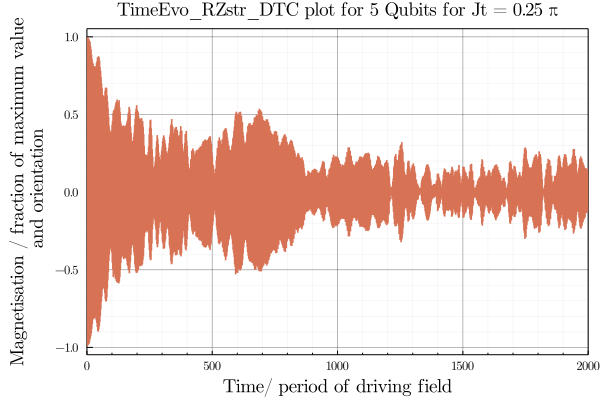 TimeEvo_RZstr_DTC plot for 5 Qubits for Jt = 0.25 π
Magnetisation / fraction of maximum value
and orientation
1.0
0.5
0.0
−0.5
−1.0
0 500 1000 1500 2000
Time/ period of driving field